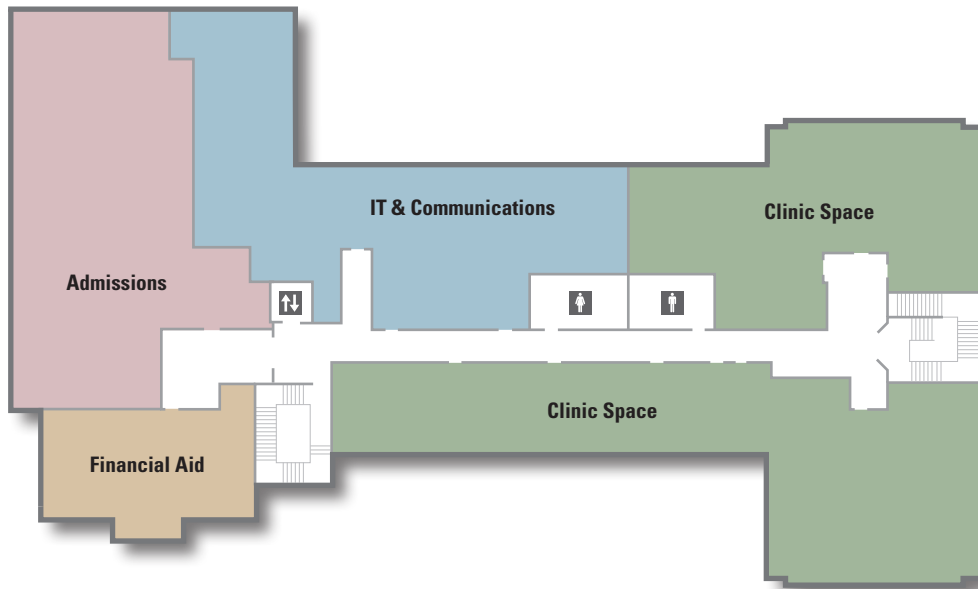 IT & Communications
Clinic Space
Admissions
Clinic Space
Financial Aid